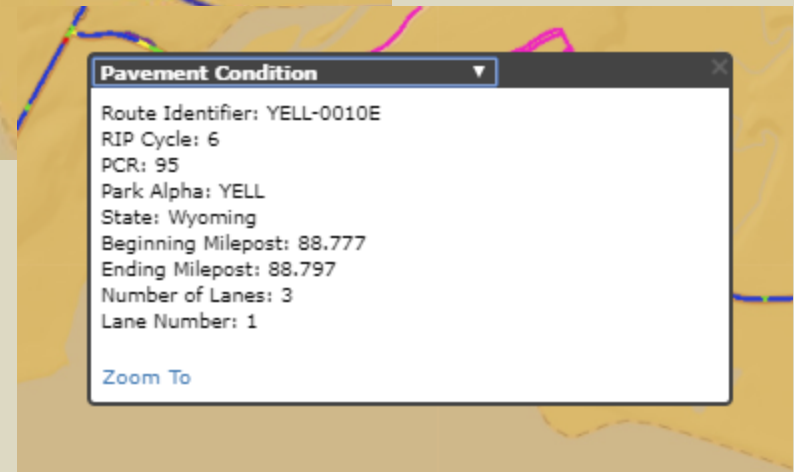 Pavement Condition
Route Identifier: YELL-0010E
RIP Cycle: 6
PCR: 95
Park Alpha: YELL
State: Wyoming
Beginning Milepost: 88.777
Ending Milepost: 88.797
Number of Lanes: 3
Lane Number: 1
Zoom To